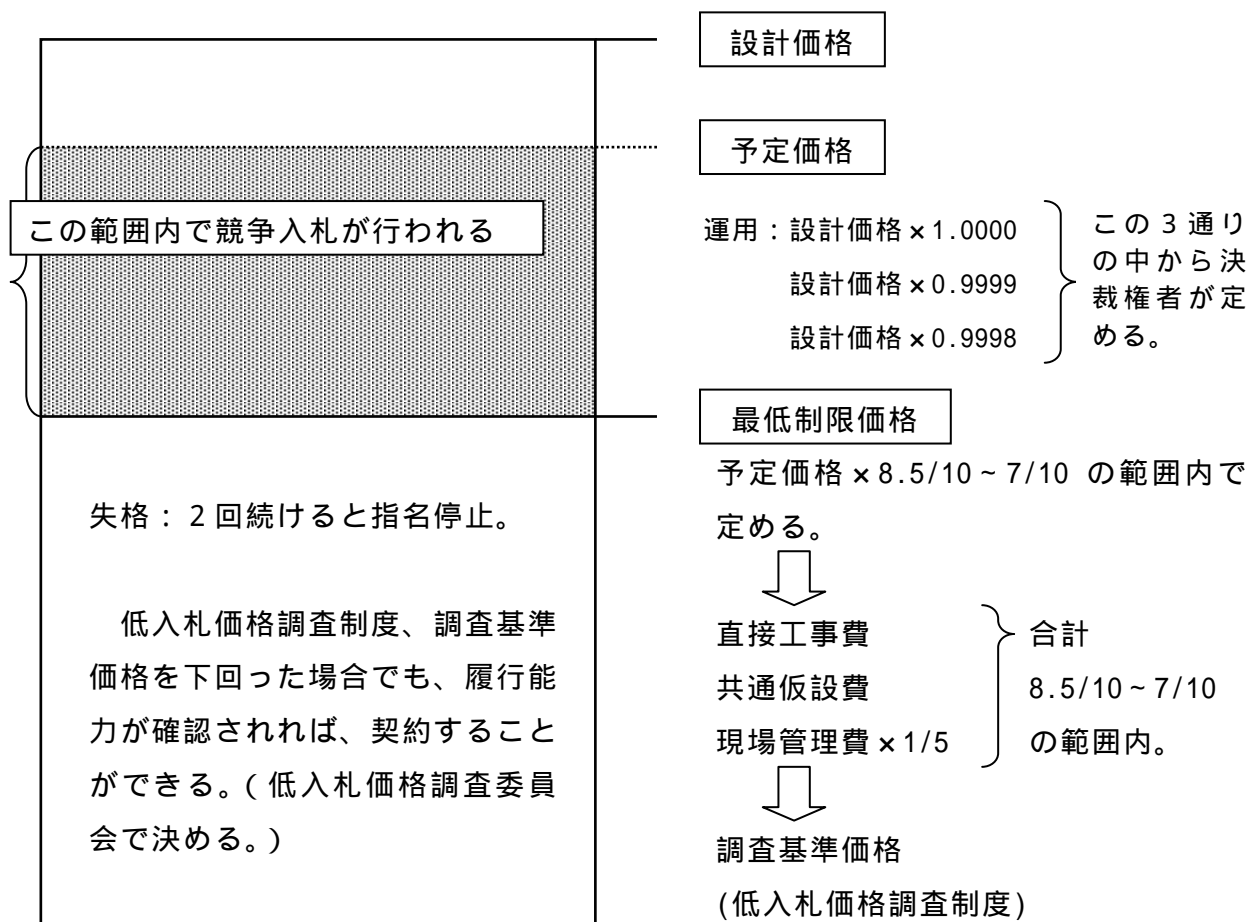 設計価格
予定価格
この範囲内で競争入札が行われる
運用：設計価格×1.0000
設計価格×0.9999
設計価格×0.9998
この３通り
の中から決
裁権者が定
める。
最低制限価格
予定価格×8.5/10～7/10 の範囲内で
定める。
失格：２回続けると指名停止。
低入札価格調査制度、調査基準
価格を下回った場合でも、履行能
力が確認されれば、契約すること
ができる。(低入札価格調査委員
会で決める。)
直接工事費
共通仮設費
現場管理費×1/5
合計
8.5/10～7/10
の範囲内。
調査基準価格
(低入札価格調査制度)